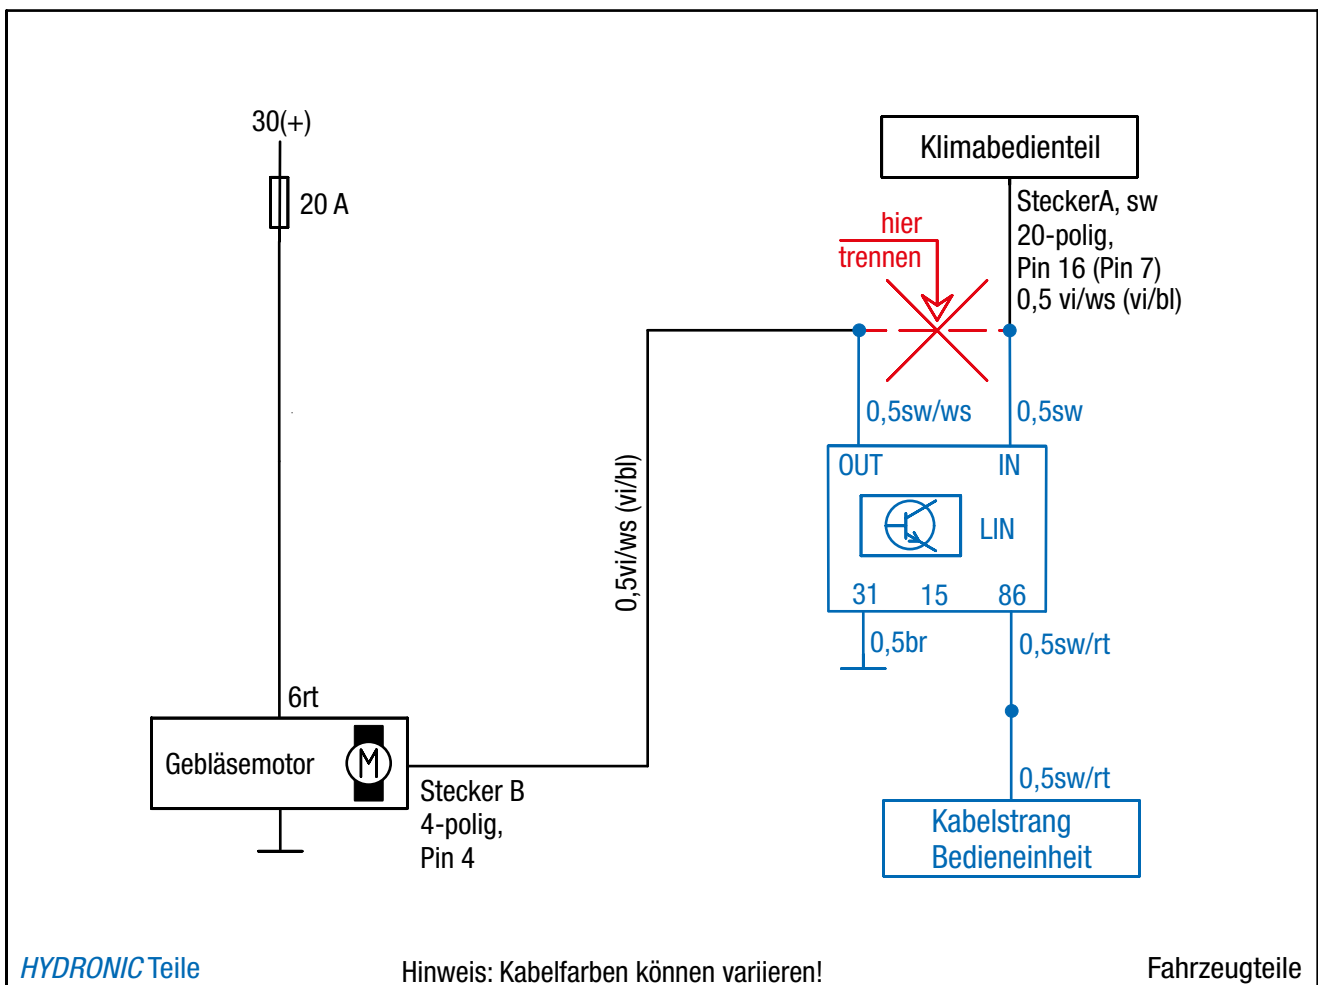 30(+)
20 A
Klimabedienteil
SteckerA, sw
20-polig,
Pin 16 (Pin 7)
0,5 vi/ws (vi/bl)
hier
trennen
0,5sw/ws
0,5sw
OUT
IN
LIN
31
15
86
0,5br
0,5sw/rt
0,5vi/ws (vi/bl)
6rt
Gebläsemotor
M
Stecker B
4-polig,
Pin 4
0,5sw/rt
Kabelstrang
Bedieneinheit
HYDRONIC Teile
Hinweis: Kabelfarben können variieren!
Fahrzeugteile